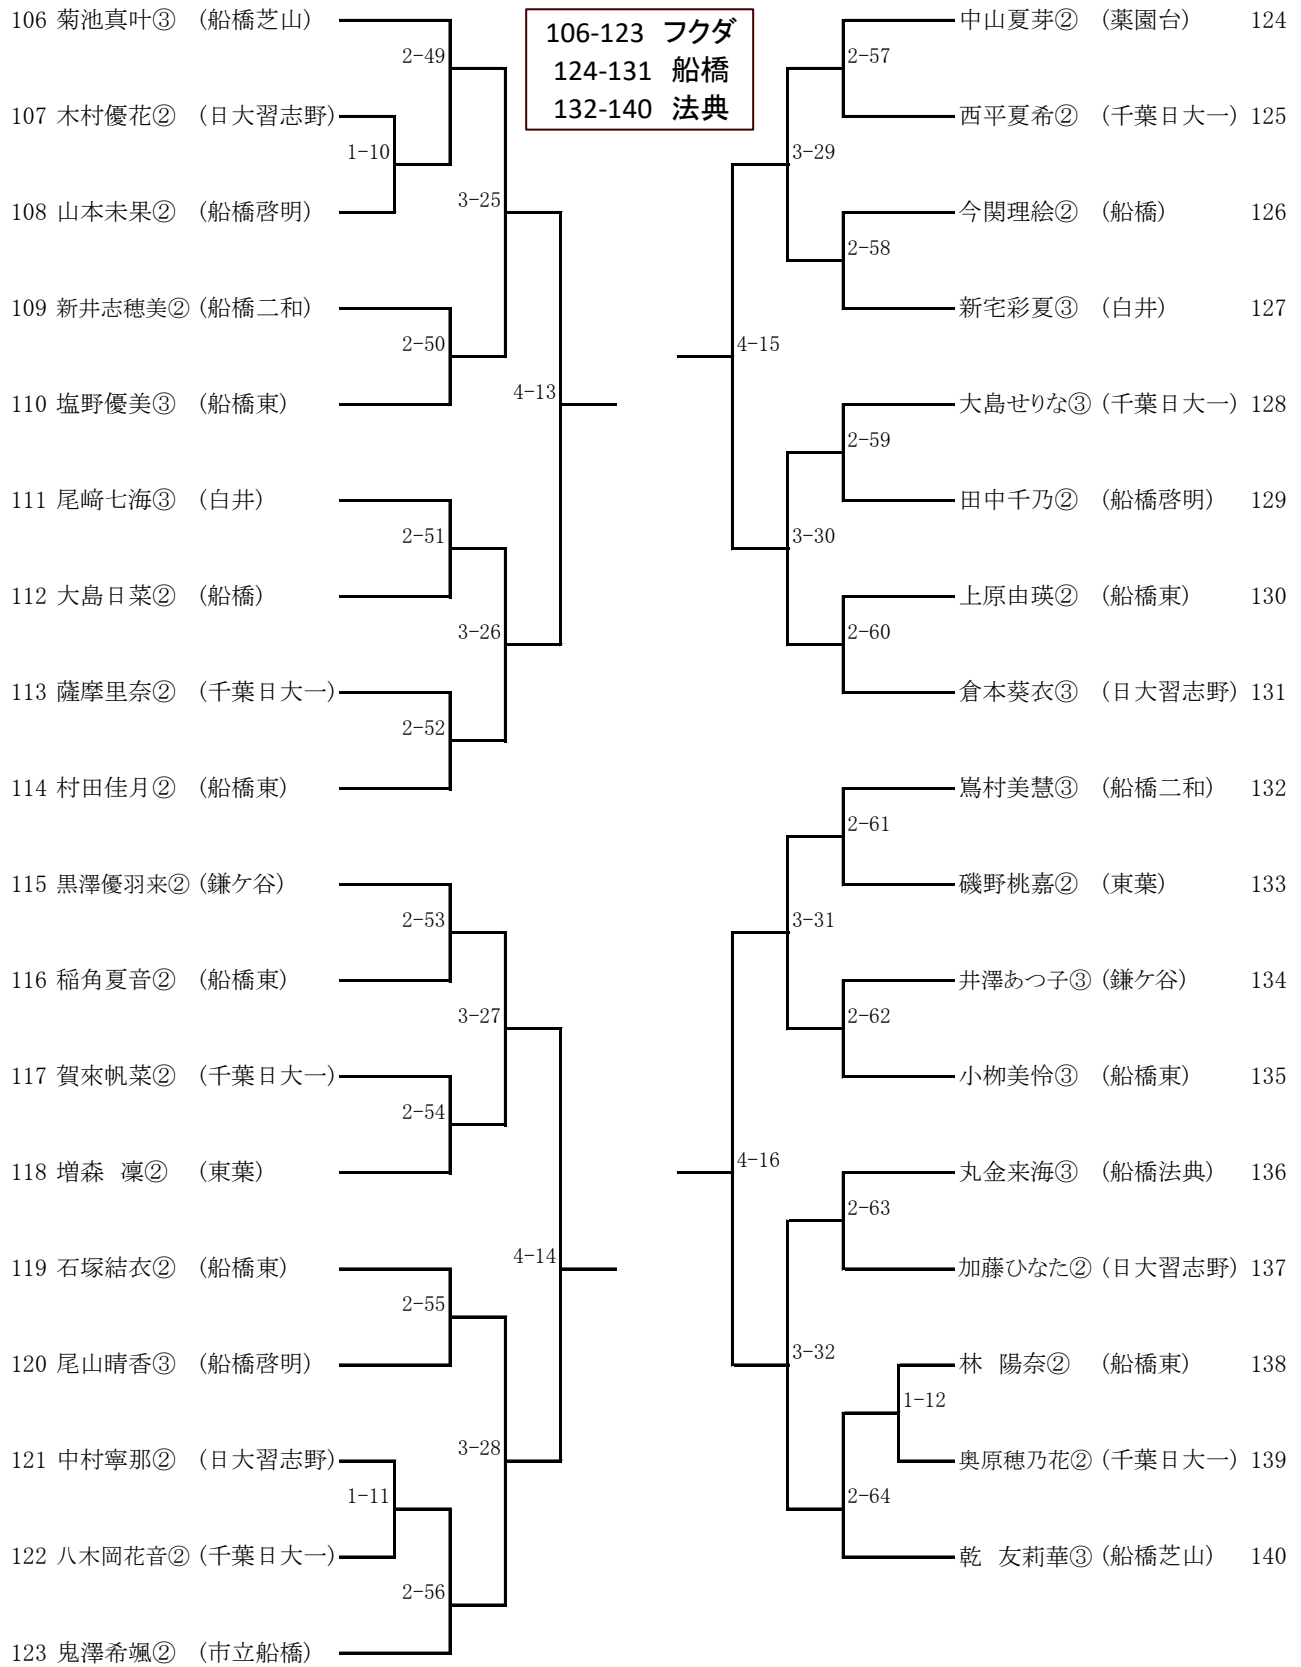 106-123 フクダ
124-131 船橋
132-140 法典
106 菊池真叶③ (船橋芝山)
2-49
107 木村優花② (日大習志野)
1-10
108 山本未果② (船橋啓明)
3-25
109 新井志穂美② (船橋二和)
2-50
110 塩野優美③ (船橋東)
4-13
111 尾﨑七海③ (白井)
2-51
112 大島日菜② (船橋)
3-26
113 薩摩里奈② (千葉日大一)
2-52
114 村田佳月② (船橋東)
115 黒澤優羽来② (鎌ケ谷)
2-53
116 稲角夏音② (船橋東)
3-27
117 賀來帆菜② (千葉日大一)
2-54
118 増森 凜② (東葉)
4-14
119 石塚結衣② (船橋東)
2-55
120 尾山晴香③ (船橋啓明)
3-28
121 中村寧那② (日大習志野)
1-11
122 八木岡花音② (千葉日大一)
2-56
123 鬼澤希颯② (市立船橋)
中山夏芽② (薬園台) 124
2-57
西平夏希② (千葉日大一) 125
3-29
今関理絵② (船橋) 126
2-58
新宅彩夏③ (白井) 127
4-15
大島せりな③ (千葉日大一) 128
2-59
田中千乃② (船橋啓明) 129
3-30
上原由瑛② (船橋東) 130
2-60
倉本葵衣③ (日大習志野) 131
嶌村美慧③ (船橋二和) 132
2-61
磯野桃嘉② (東葉) 133
3-31
井澤あつ子③ (鎌ケ谷) 134
2-62
小栁美怜③ (船橋東) 135
4-16
丸金来海③ (船橋法典) 136
2-63
加藤ひなた② (日大習志野) 137
3-32
林 陽奈② (船橋東) 138
1-12
奥原穂乃花② (千葉日大一) 139
2-64
乾 友莉華③ (船橋芝山) 140